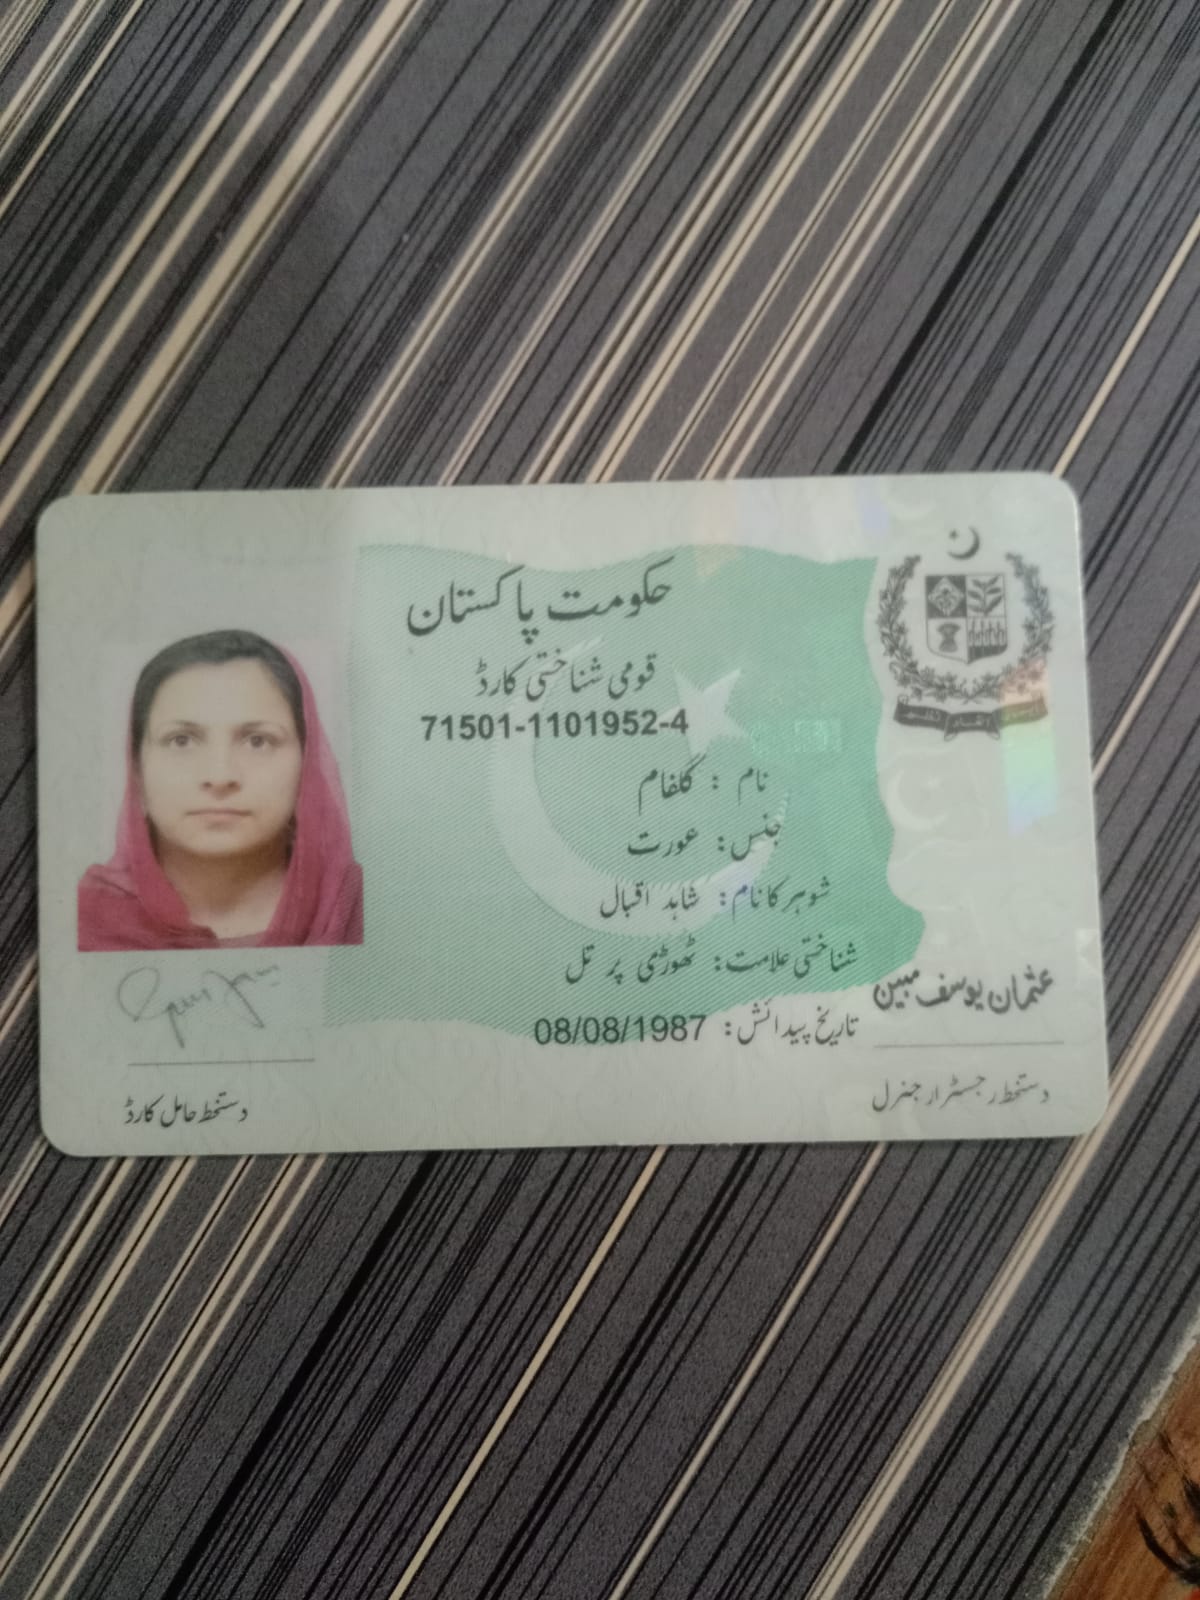 حکومت پاکستان
قومی شناختی کارڈ
71501-1101952-4
نام : گلفام
جنس: عورت
شوہر کا نام: شاہد اقبال
شناختی علامت: ٹھوڑی پر تل
تاریخ پیدائش: 08/08/1987
عثمان یوسف مبین
دستخط رجسٹرار جنرل
دستخط حامل کارڈ